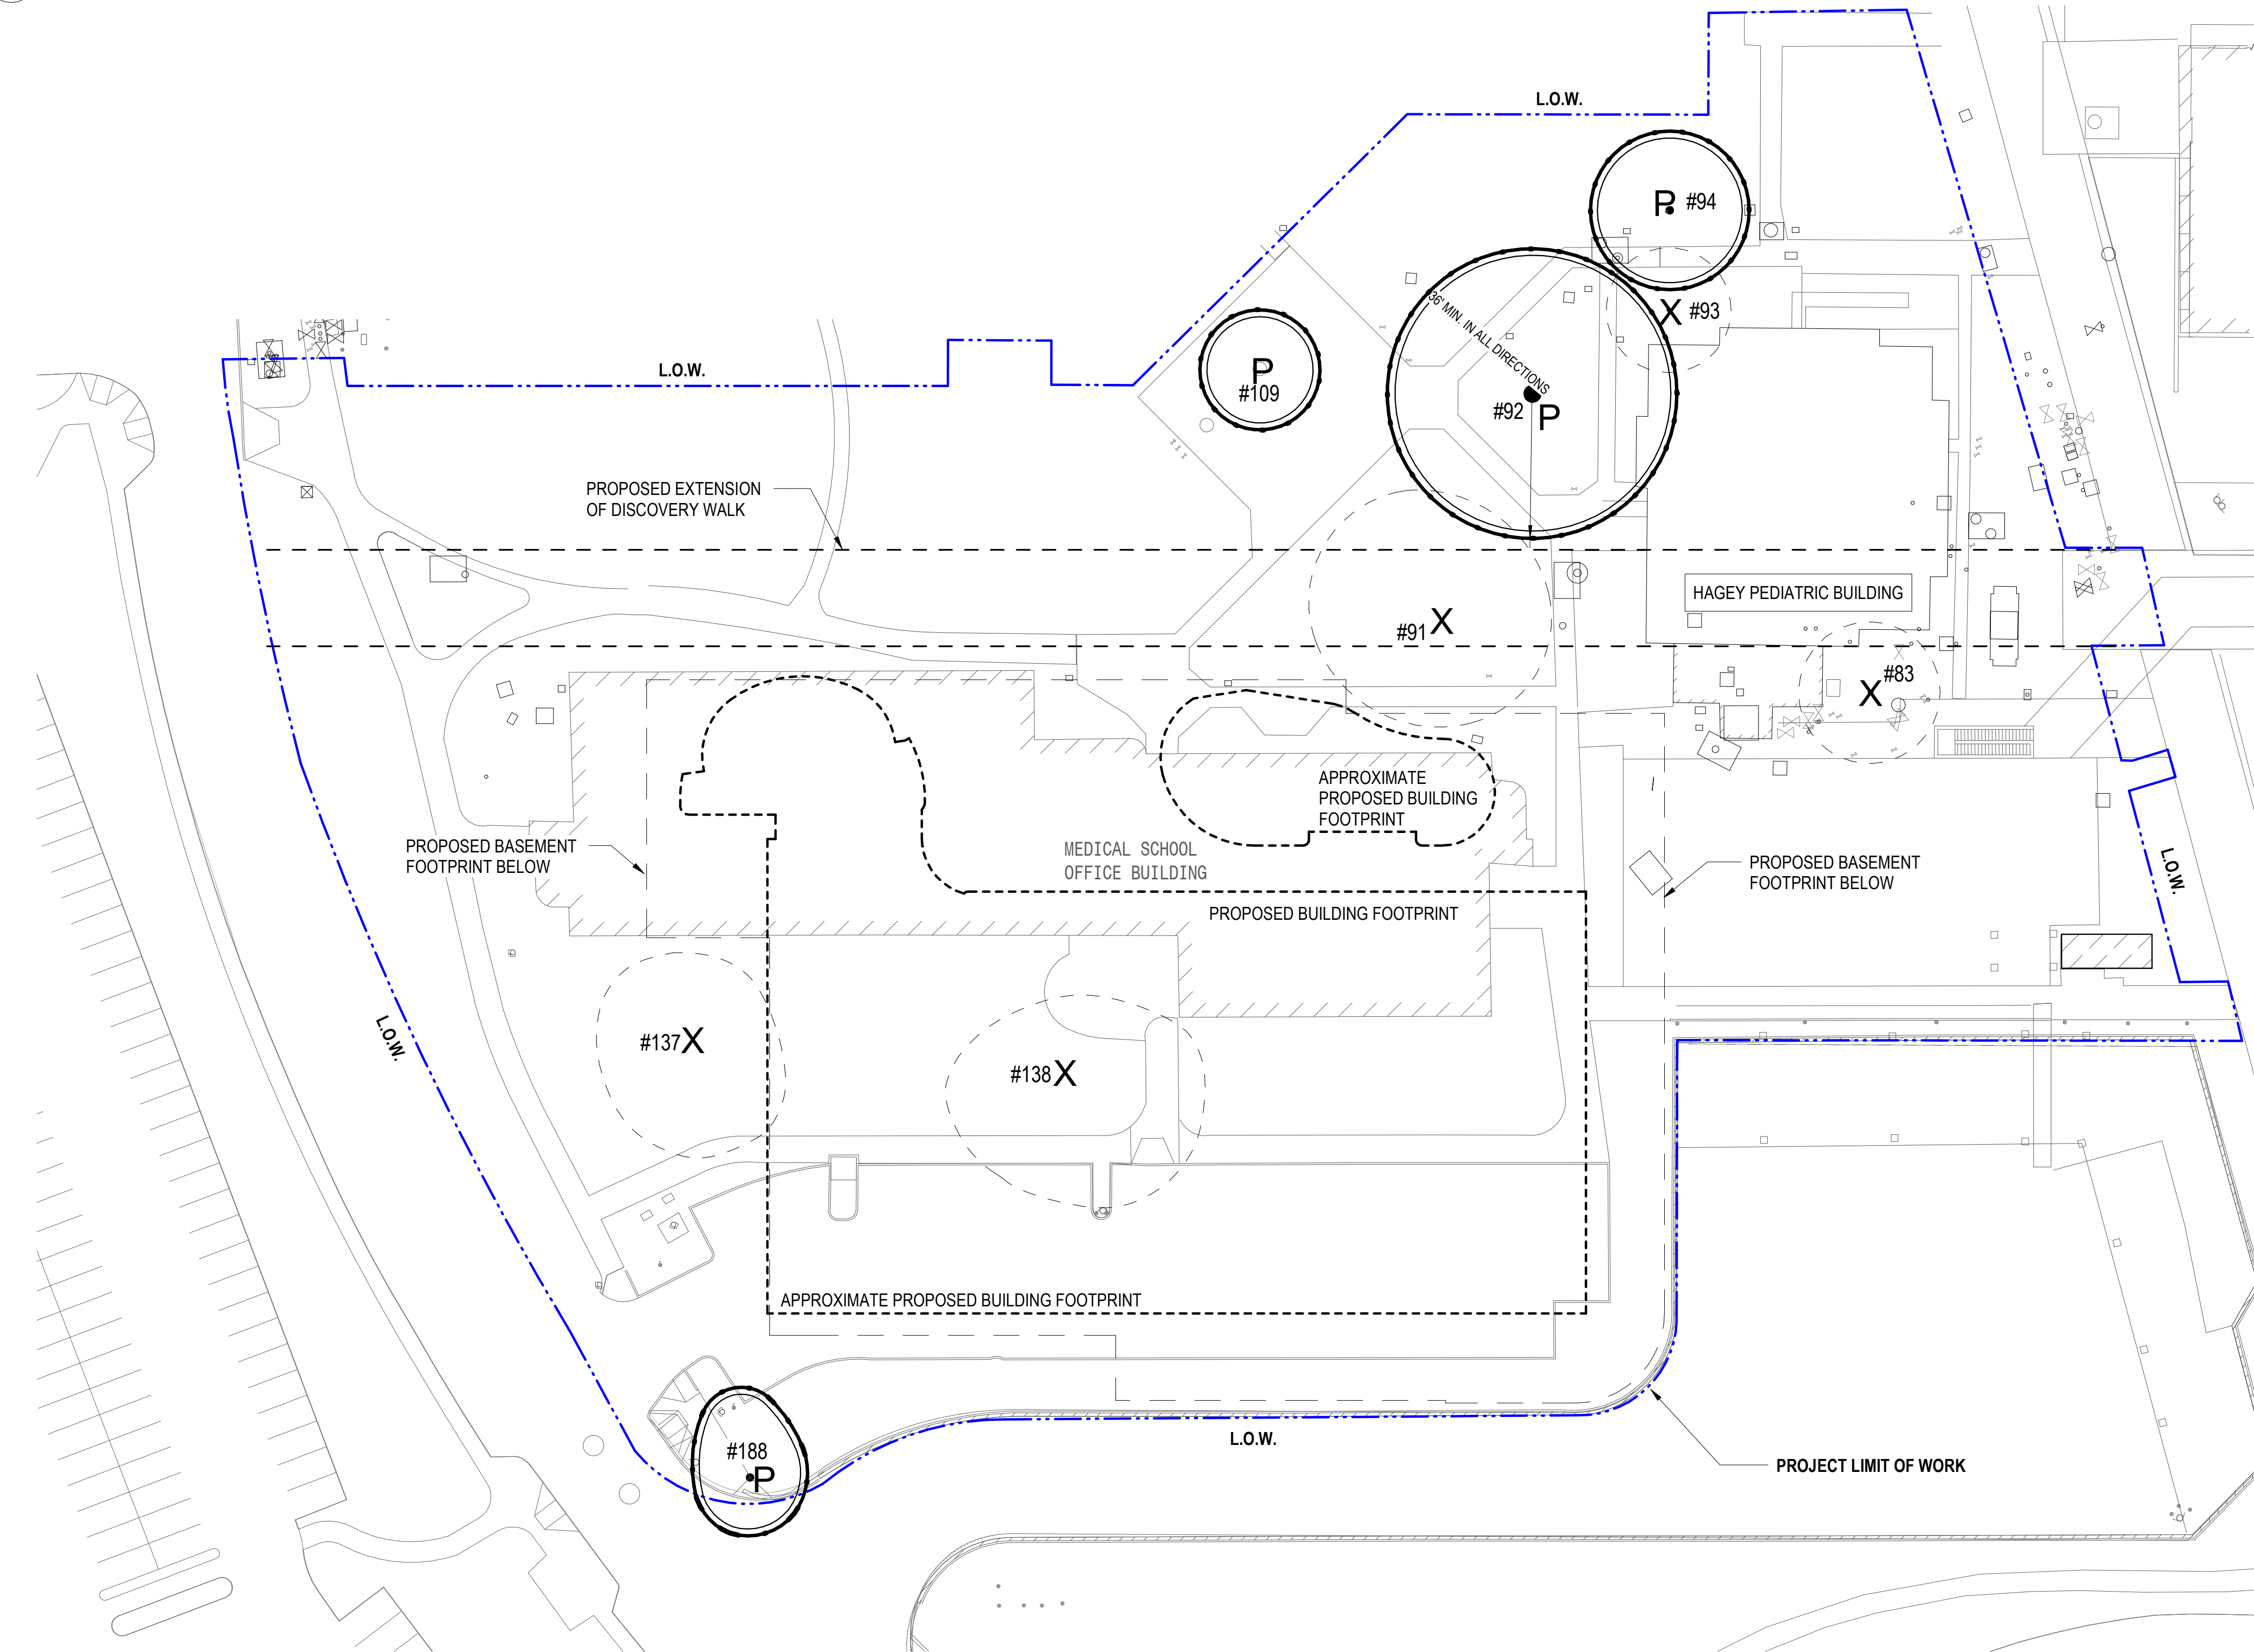 L.O.W.
P #94
36' MIN. IN ALL DIRECTIONS
X #93
L.O.W.
P
#109
#92 P
PROPOSED EXTENSION
OF DISCOVERY WALK
HAGEY PEDIATRIC BUILDING
#91 X
X #83
APPROXIMATE
PROPOSED BUILDING
FOOTPRINT
PROPOSED BASEMENT
FOOTPRINT BELOW
MEDICAL SCHOOL
OFFICE BUILDING
PROPOSED BASEMENT
FOOTPRINT BELOW
L.O.W.
PROPOSED BUILDING FOOTPRINT
L.O.W.
#137 X
#138 X
APPROXIMATE PROPOSED BUILDING FOOTPRINT
L.O.W.
#188
P
PROJECT LIMIT OF WORK